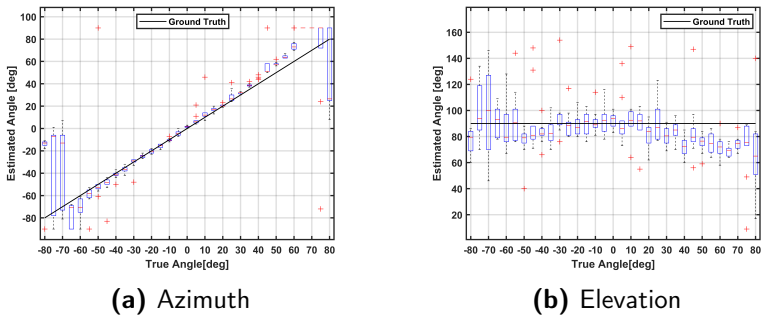 Ground Truth
100
80
60
40
20
0
-20
-40
-60
-80
Estimated Angle [deg]
-80 -70 -60 -50 -40 -30 -20 -10 0 10 20 30 40 50 60 70 80
True Angle[deg]
(a) Azimuth
Ground Truth
160
140
120
100
80
60
40
20
Estimated Angle [deg]
-80 -70 -60 -50 -40 -30 -20 -10 0 10 20 30 40 50 60 70 80
True Angle[deg]
(b) Elevation